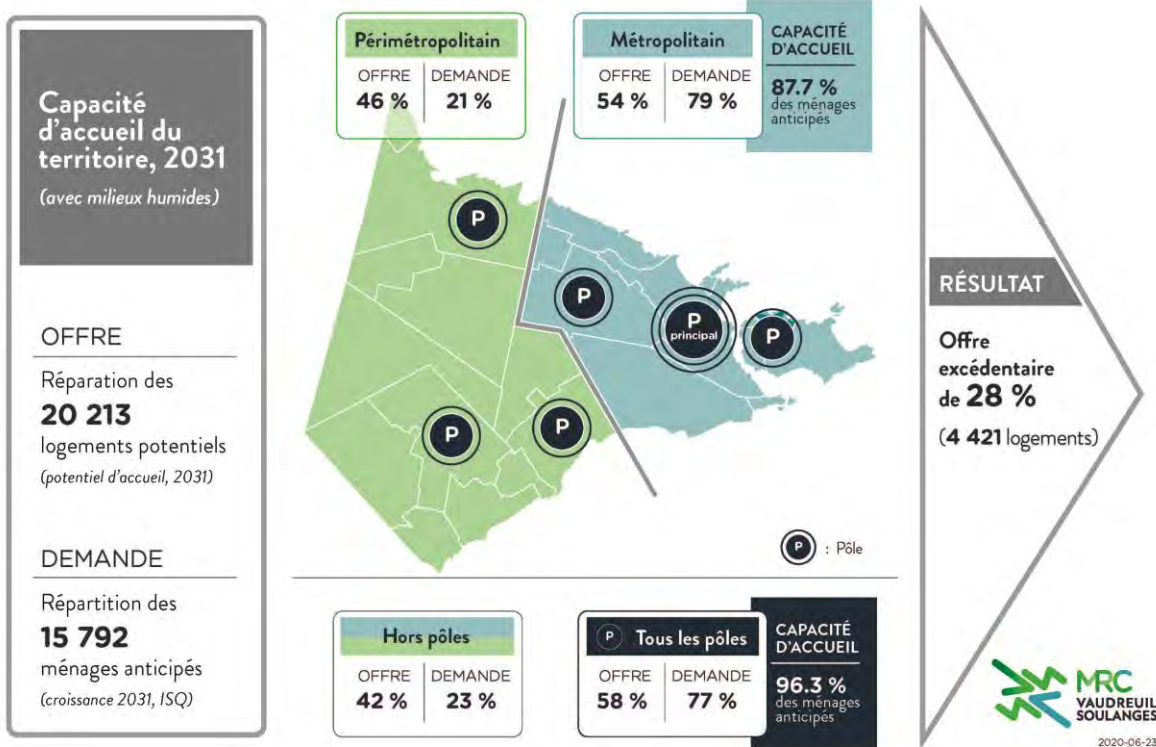 Capacité
d'accueil du
territoire, 2031
(avec milieux humides)
OFFRE
Réparation des
20 213
logements potentiels
(potentiel d'accueil, 2031)
DEMANDE
Répartition des
15 792
ménages anticipés
(croissance 2031, ISQ)
Périmétropolitain
OFFRE DEMANDE
46 % 21 %
Métropolitain
OFFRE DEMANDE
54 % 79 %
CAPACITÉ
D'ACCUEIL
87.7 %
des ménages
anticipés
P
P
P
principal
P
P
P
P : Pôle
Hors pôles
OFFRE DEMANDE
42 % 23 %
P Tous les pôles
OFFRE DEMANDE
58 % 77 %
CAPACITÉ
D'ACCUEIL
96.3 %
des ménages
anticipés
RÉSULTAT
Offre
excédentaire
de 28 %
(4 421 logements)
MRC
VAUDREUIL
SOULANGES
2020-06-23